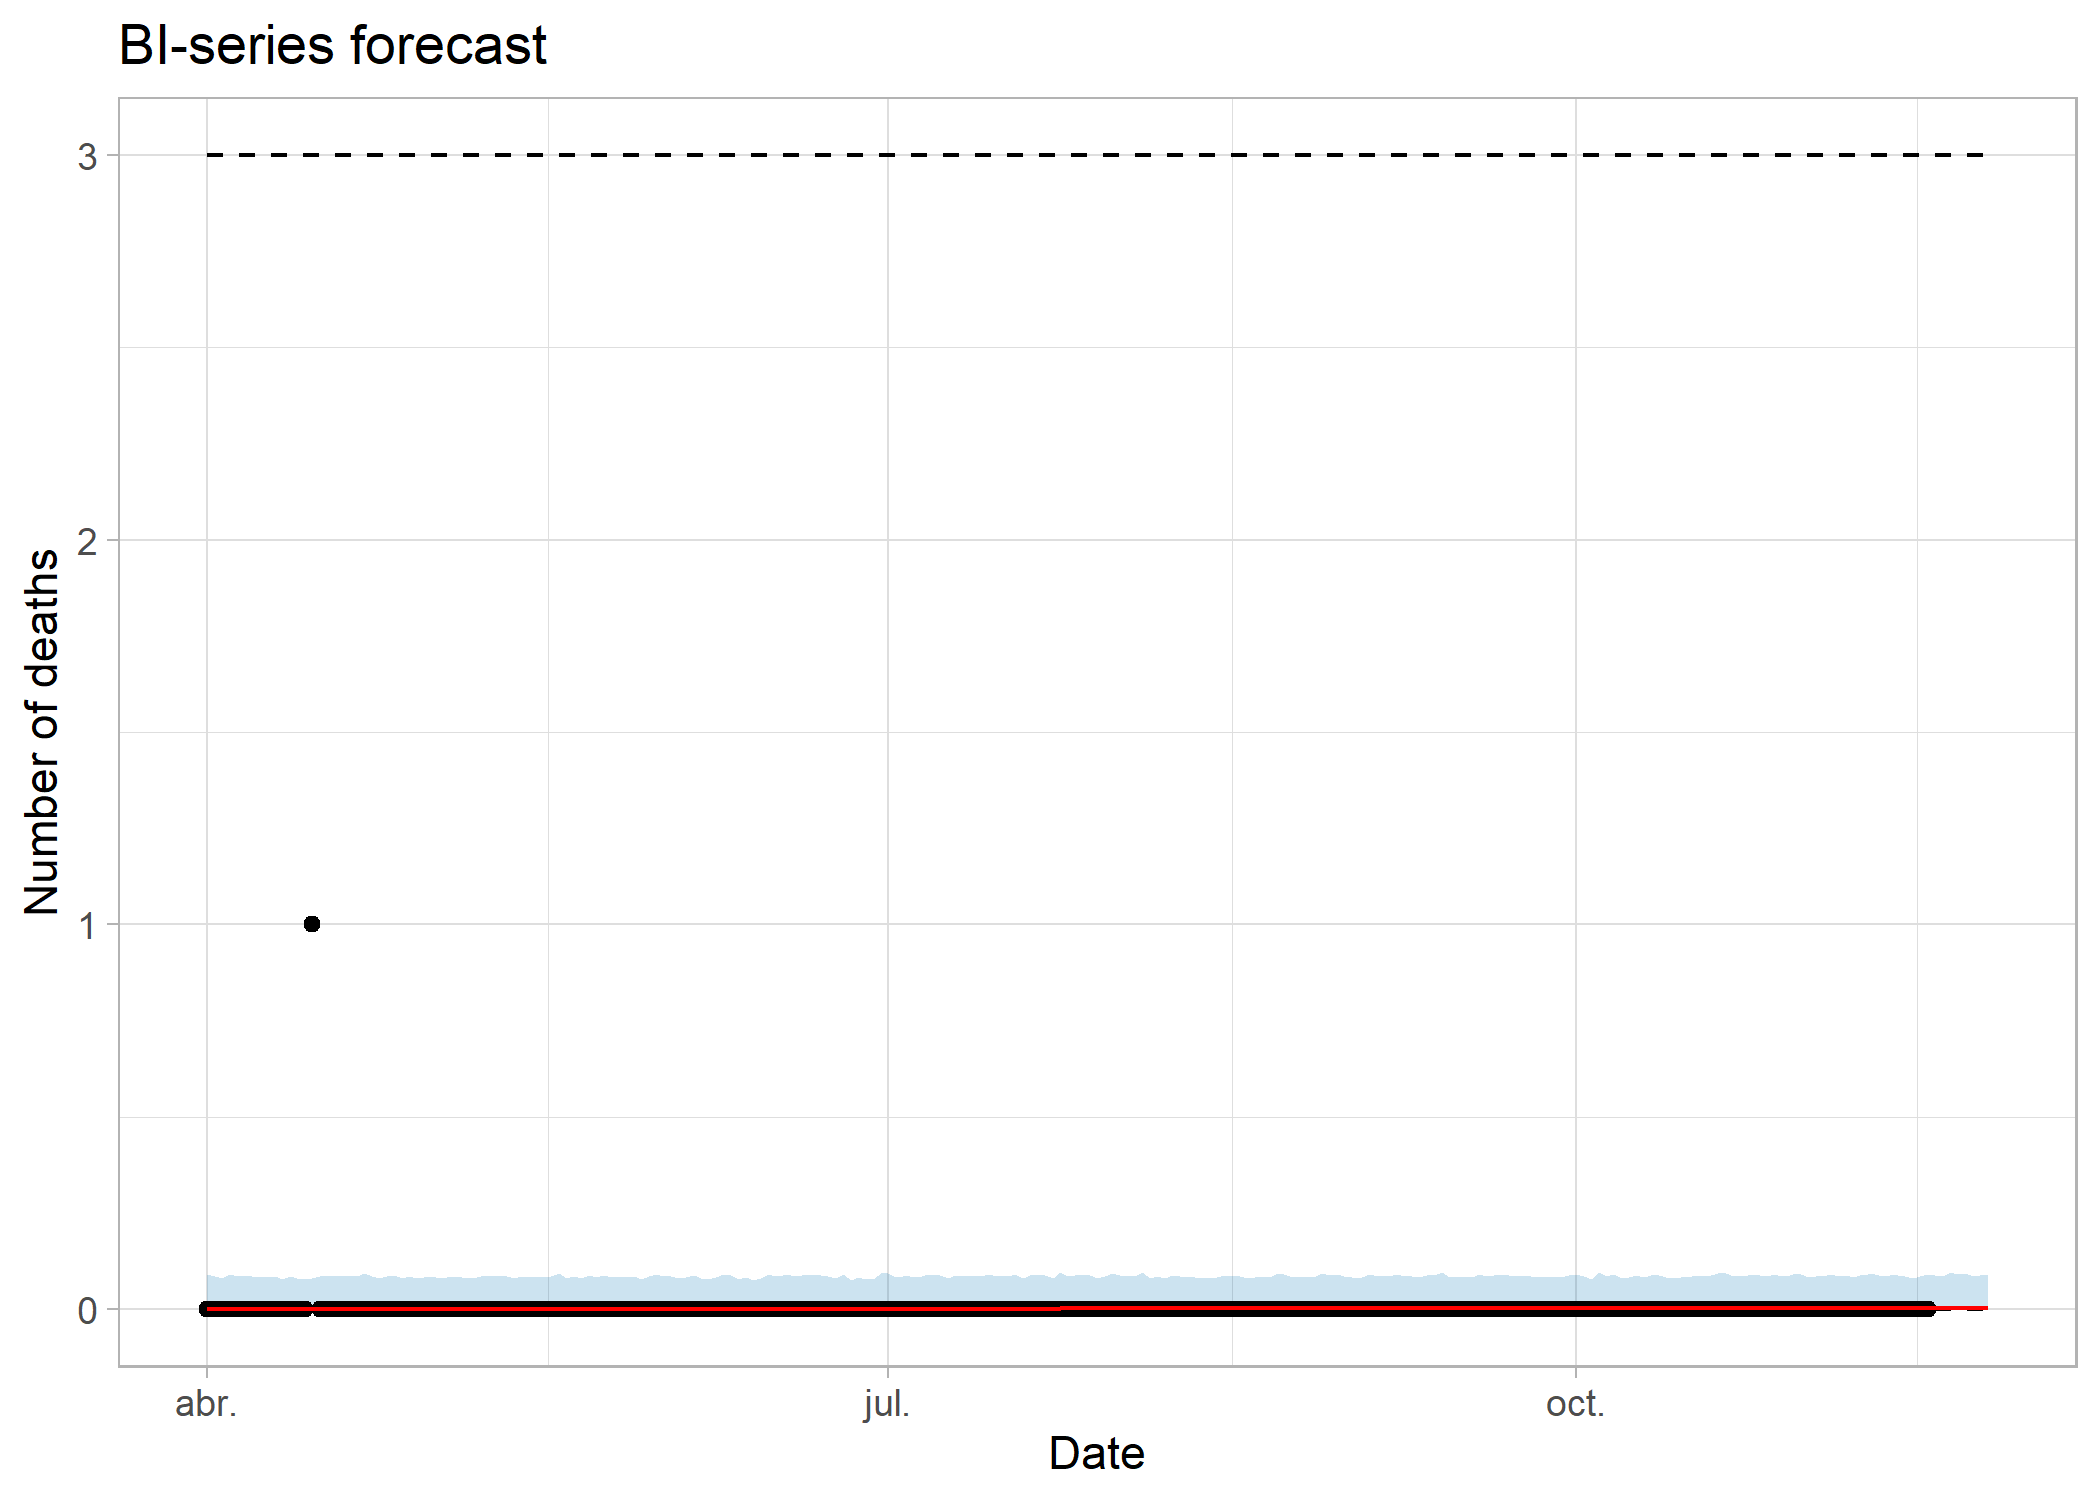 BI-series forecast
Number of deaths
3
2
1
0
abr.
jul.
oct.
Date